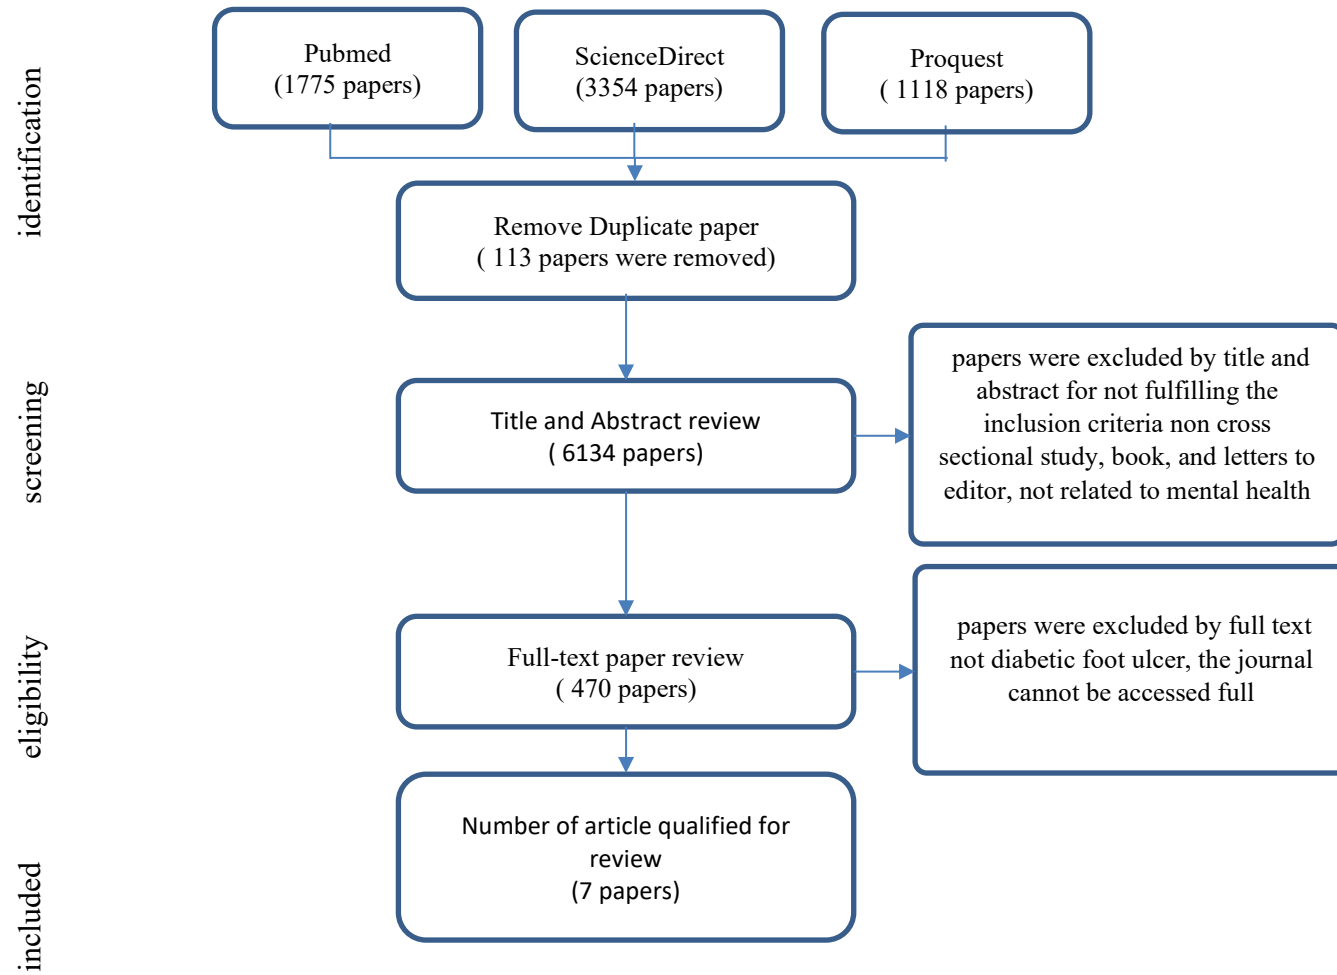 identification
Pubmed
(1775 papers)
ScienceDirect
(3354 papers)
Proquest
( 1118 papers)
Remove Duplicate paper
( 113 papers were removed)
screening
Title and Abstract review
( 6134 papers)
papers were excluded by title and
abstract for not fulfilling the
inclusion criteria non cross
sectional study, book, and letters to
editor, not related to mental health
eligibility
Full-text paper review
( 470 papers)
papers were excluded by full text
not diabetic foot ulcer, the journal
cannot be accessed full
included
Number of article qualified for
review
(7 papers)